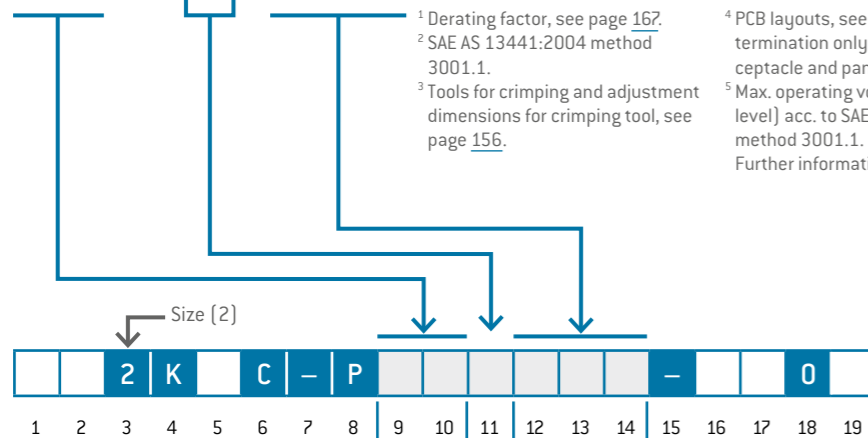 ¹ Derating factor, see page 167.
² SAE AS 13441:2004 method
3001.1.
³ Tools for crimping and adjustment
dimensions for crimping tool, see
page 156.
⁴ PCB layouts, see
termination only
ceptacle and
⁵ Max. operating
level) acc. to SAE
method 3001.1.
Further
Size (2)
2 K C – P – 0
1 2 3 4 5 6 7 8 9 10 11 12 13 14 15 16 17 18 19